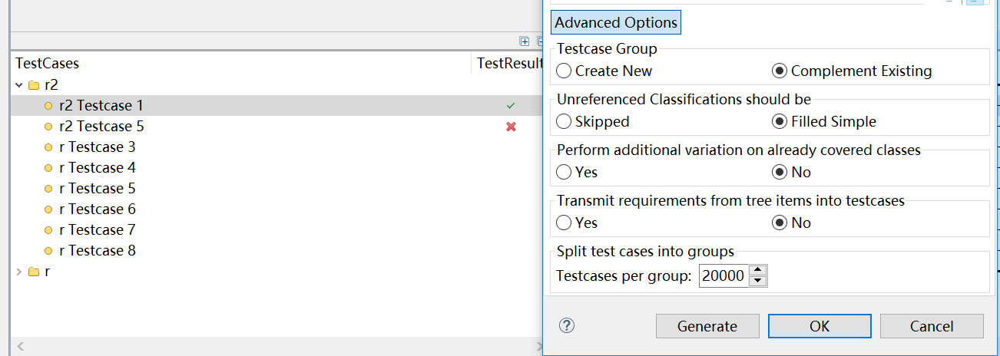 TestCases
TestResult
r2
r2 Testcase 1
r2 Testcase 5
r Testcase 3
r Testcase 4
r Testcase 5
r Testcase 6
r Testcase 7
r Testcase 8
r
Advanced Options
Testcase Group
Create New
Complement Existing
Unreferenced Classifications should be
Skipped
Filled Simple
Perform additional variation on already covered classes
Yes
No
Transmit requirements from tree items into testcases
Yes
No
Split test cases into groups
Testcases per group: 20000
?
Generate
OK
Cancel